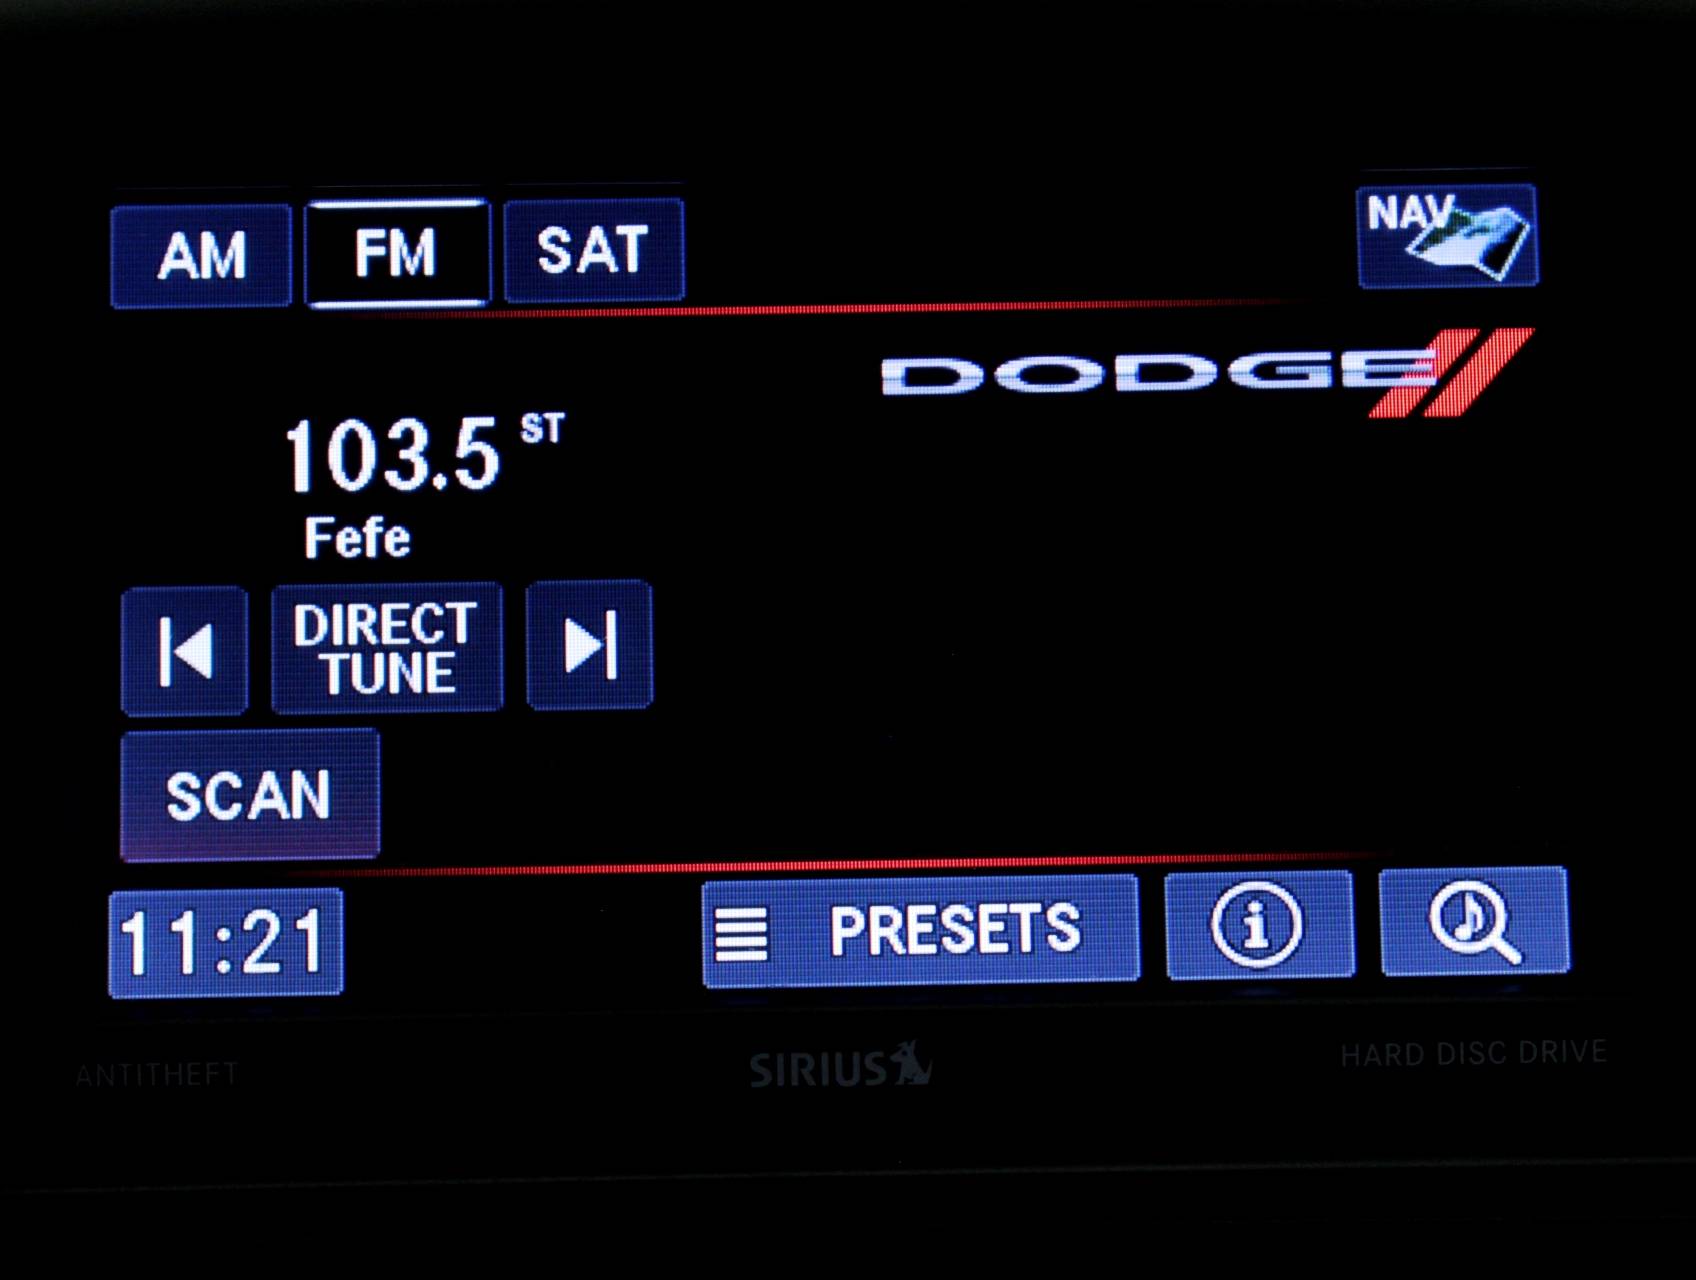 AM FM SAT NAV
DODGE
103.5 ST
Fefe
DIRECT
TUNE
SCAN
11:21 PRESETS i
ANTITHEFT SIRIUS HARD DISC DRIVE